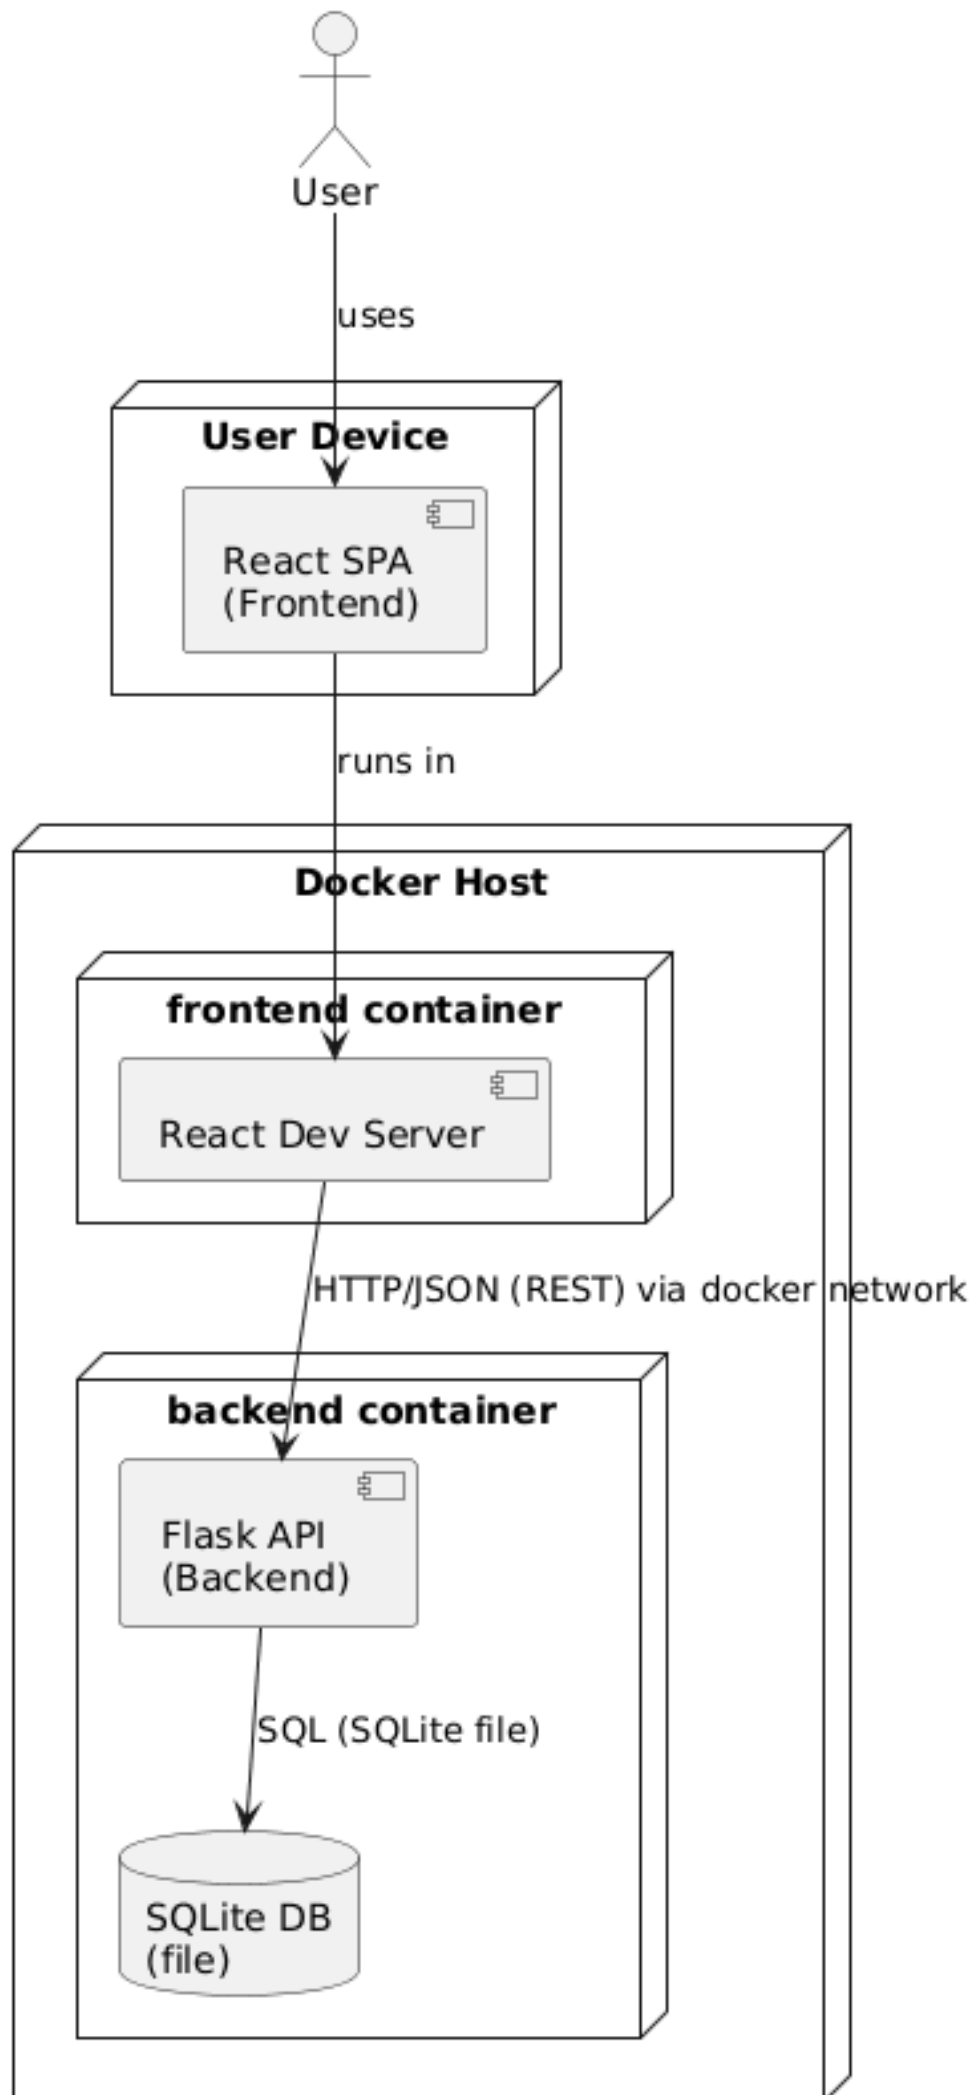 User
uses
User Device
React SPA
(Frontend)
runs in
Docker Host
frontend container
React Dev Server
HTTP/JSON (REST) via docker network
backend container
Flask API
(Backend)
SQL (SQLite file)
SQLite DB
(file)